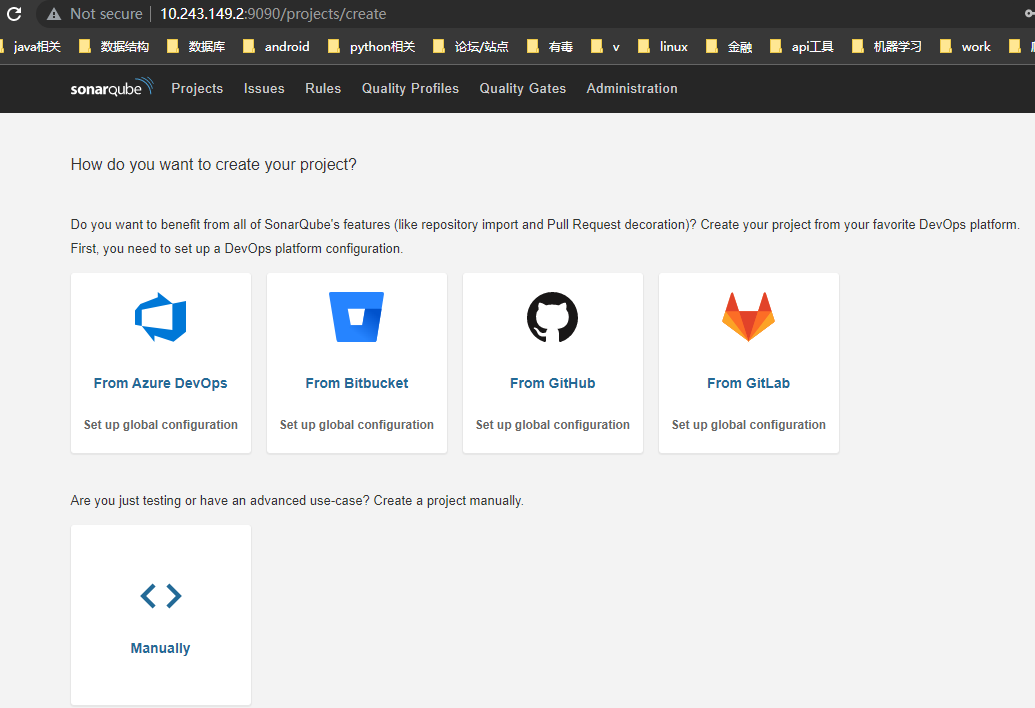 Not secure 10.243.149.2:9090/projects/create
java相关 数据结构 数据库 android python相关 论坛/站点 有毒 v linux 金融 api工具 机器学习 work
sonarqube Projects Issues Rules Quality Profiles Quality Gates Administration
How do you want to create your project?
Do you want to benefit from all of SonarQube's features (like repository import and Pull Request decoration)? Create your project from your favorite DevOps platform.
First, you need to set up a DevOps platform configuration.
From Azure DevOps From Bitbucket From GitHub From GitLab
Set up global configuration Set up global configuration Set up global configuration Set up global configuration
Are you just testing or have an advanced use-case? Create a project manually.
Manually